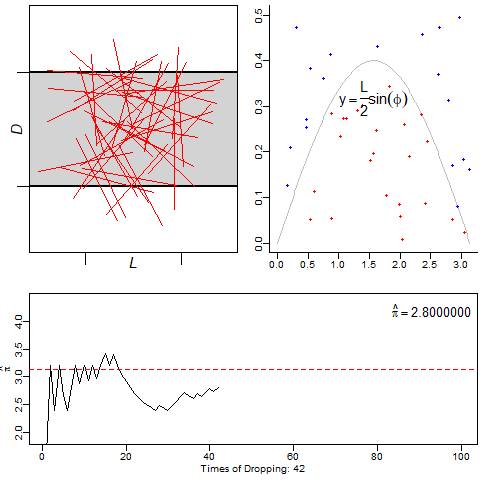 D
L
0.5
0.4
0.3
0.2
0.1
0.0
y = L/2 sin(ϕ)
0.0 0.5 1.0 1.5 2.0 2.5 3.0
4.0
3.5
3.0
2.5
2.0
π̂
π̂ = 2.8000000
0 20 40 60 80 100
Times of Dropping: 42